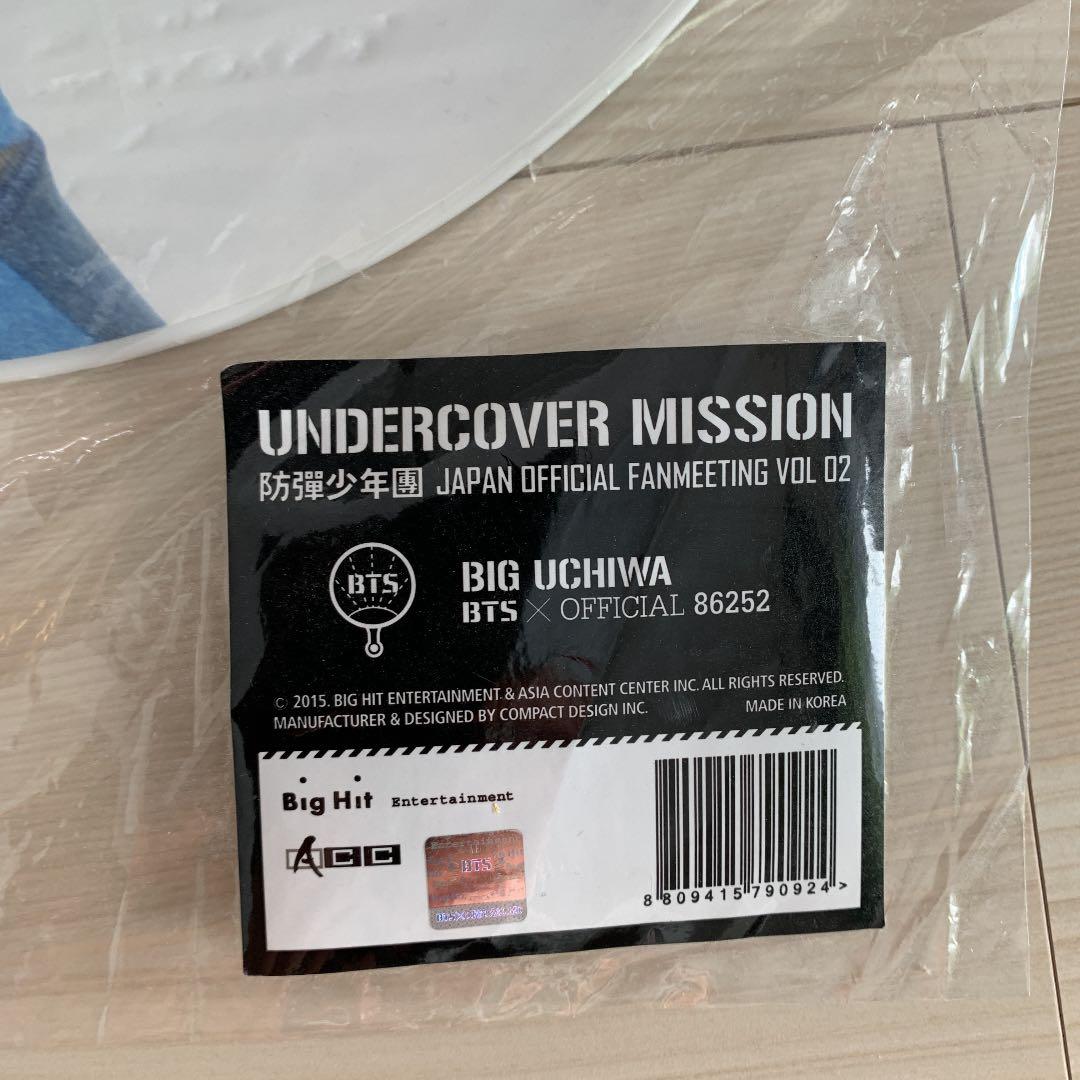 UNDERCOVER MISSION
防彈少年團 JAPAN OFFICIAL FANMEETING VOL 02
BTS
BIG UCHIWA
BTS × OFFICIAL 86252
© 2015. BIG HIT ENTERTAINMENT & ASIA CONTENT CENTER INC. ALL RIGHTS RESERVED.
MANUFACTURER & DESIGNED BY COMPACT DESIGN INC. MADE IN KOREA
Big Hit Entertainment
ACC
Entertainment
BTS
8 809415 790924 >